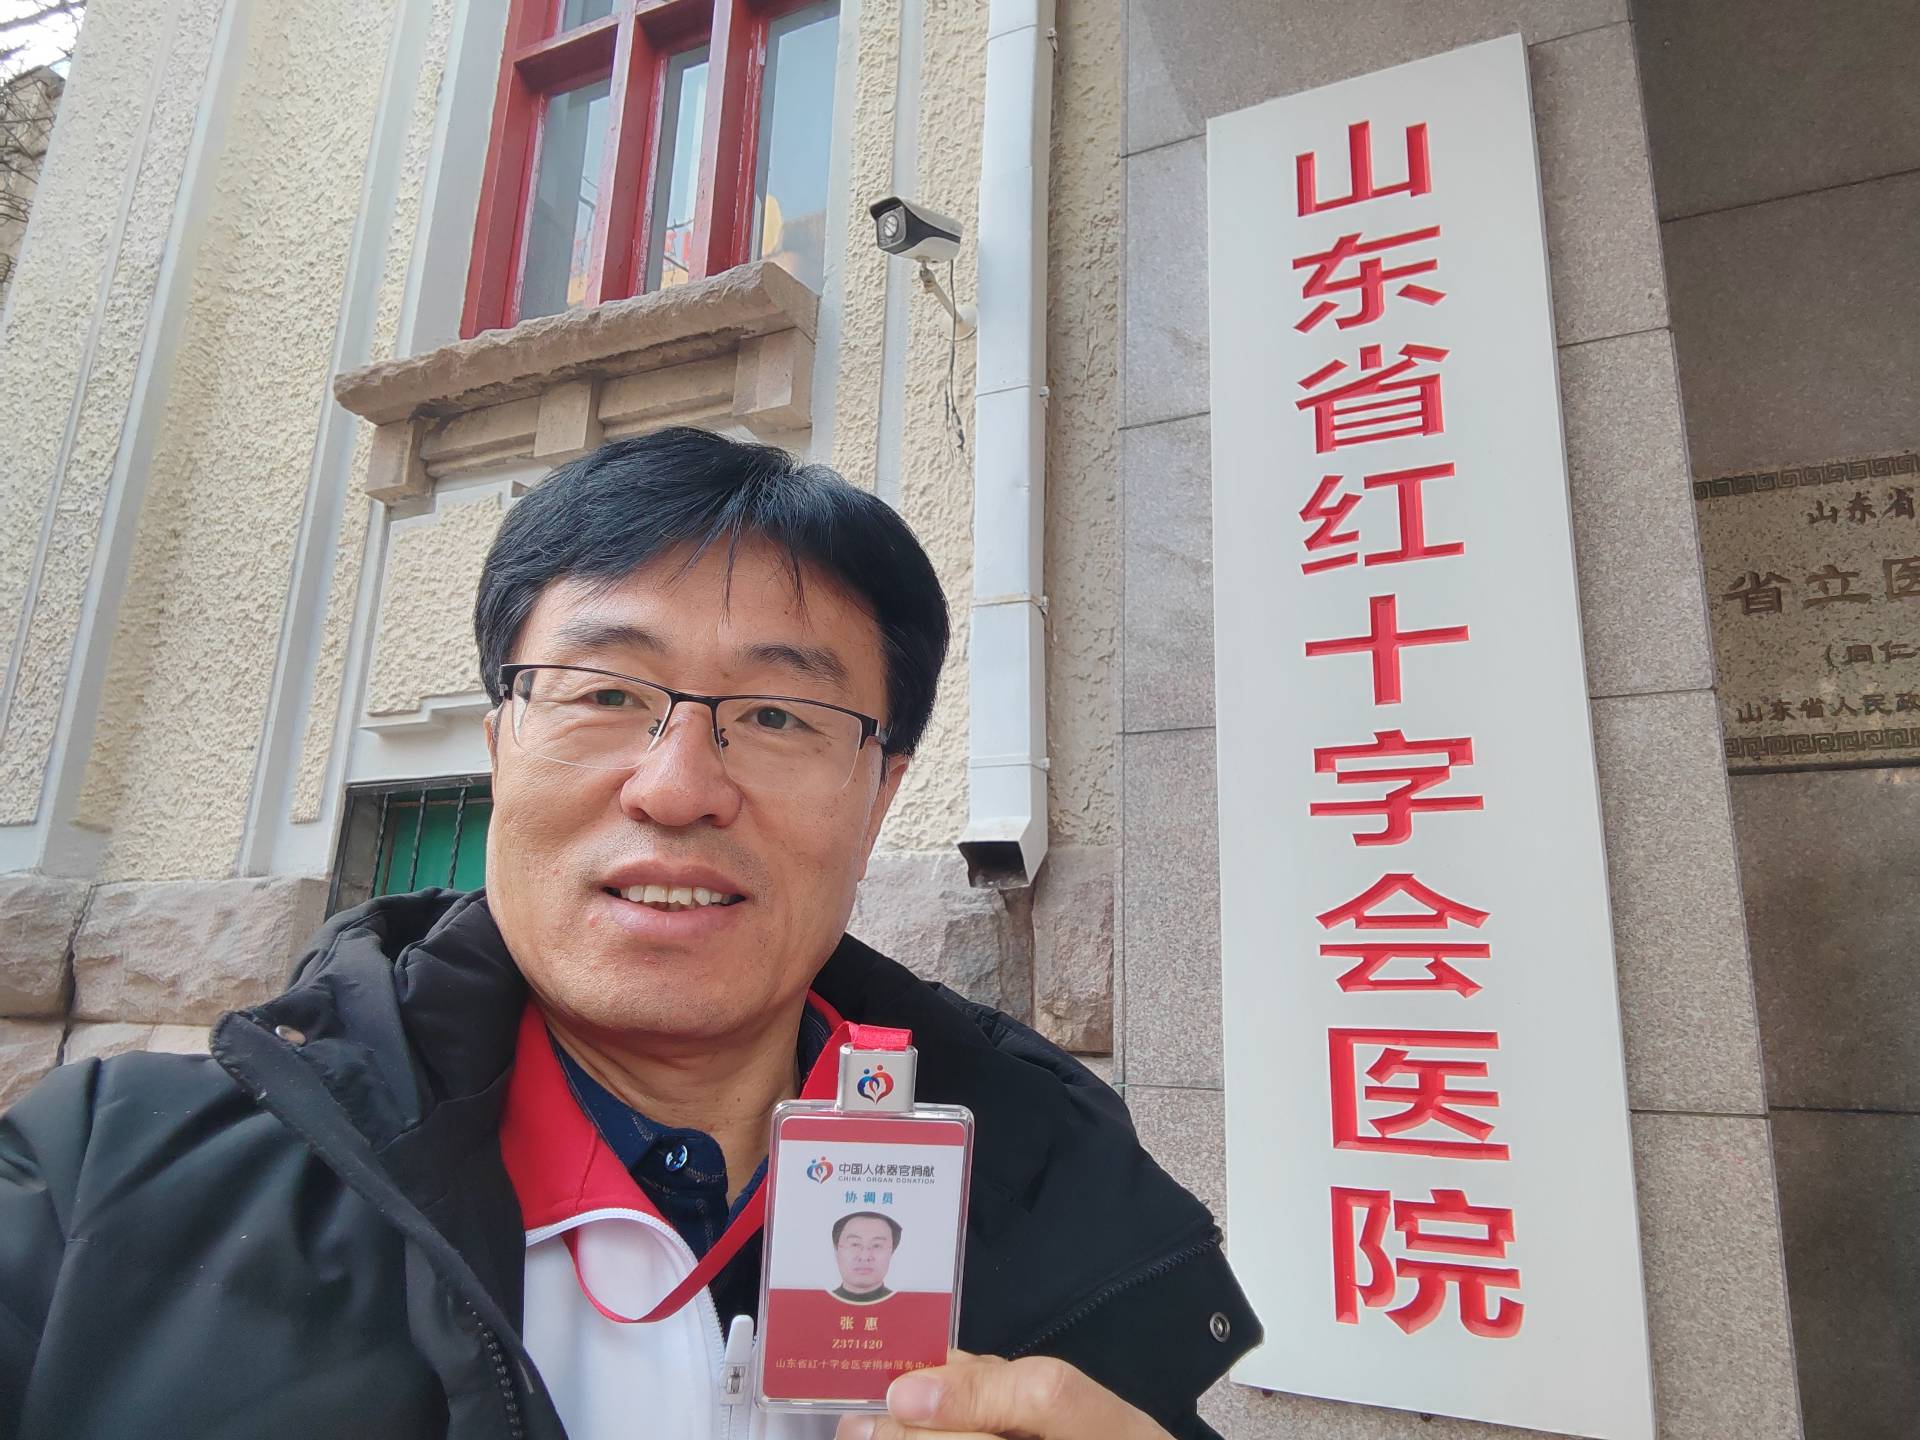 山东省红十字会医院
山东省
省立医
(同仁
山东省人民政
中国人体器官捐献
CHINA ORGAN DONATION
协调员
张惠
Z371420
山东省红十字会医学捐献服务中心